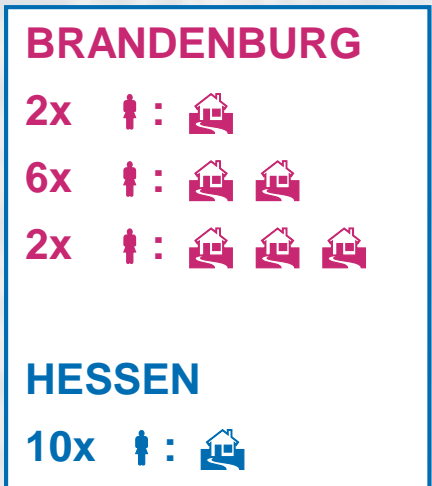 BRANDENBURG
2x :
6x :
2x :
HESSEN
10x :